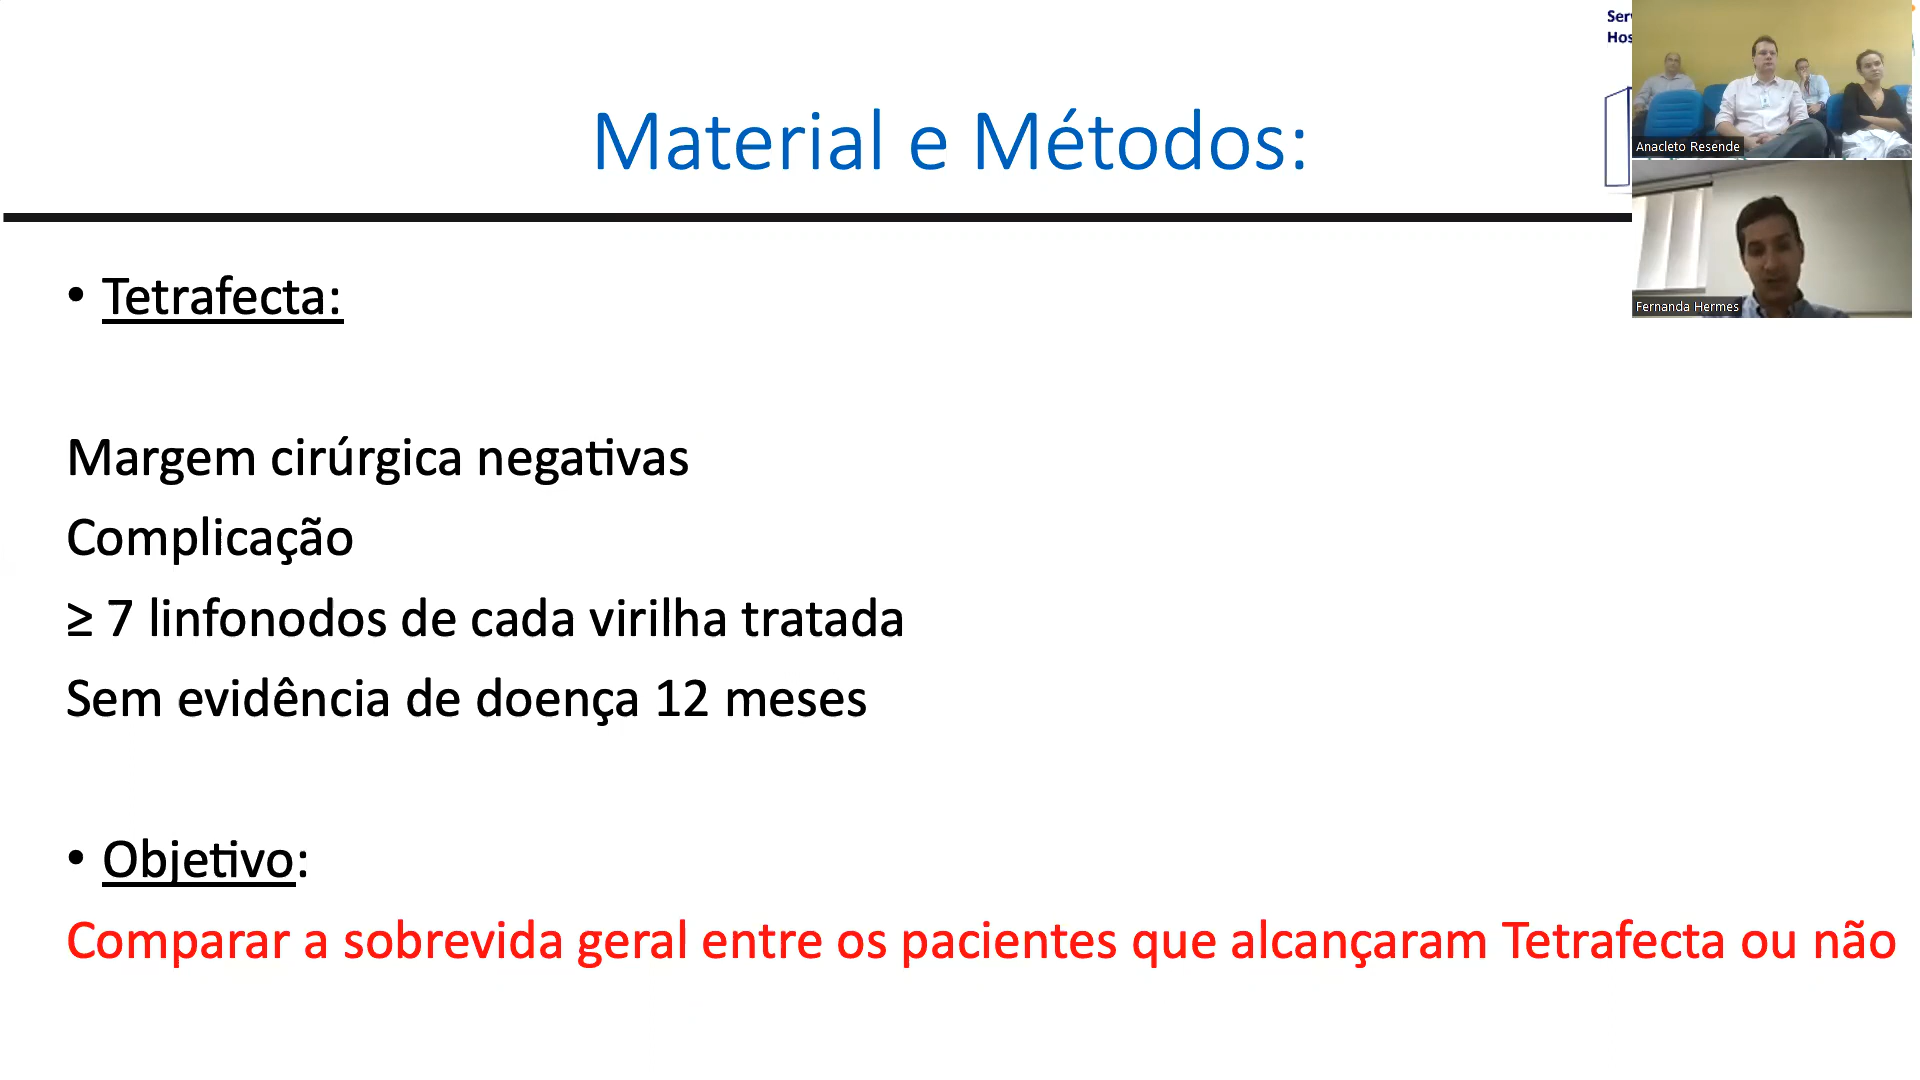 Material e Métodos:
• Tetrafecta:
Margem cirúrgica negativas
Complicação
≥ 7 linfonodos de cada virilha tratada
Sem evidência de doença 12 meses
• Objetivo:
Comparar a sobrevida geral entre os pacientes que alcançaram Tetrafecta ou não
Anacleto Resende
Fernanda Hermes